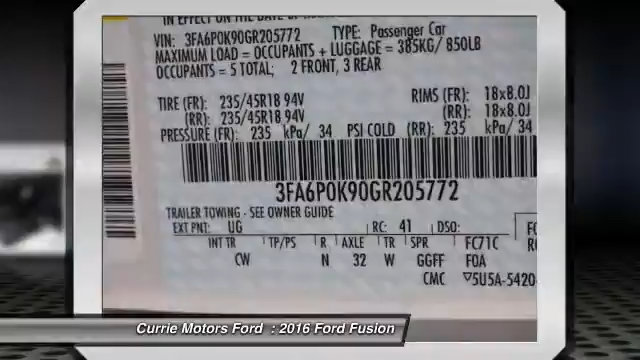 IN EFFECT ON THE DATE OF
VIN: 3FA6P0K90GR205772 TYPE: Passenger Car
MAXIMUM LOAD = OCCUPANTS + LUGGAGE = 385KG/ 850LB
OCCUPANTS = 5 TOTAL; 2 FRONT, 3 REAR
TIRE (FR): 235/45R18 94V RIMS (FR): 18x8.0J
(RR): 235/45R18 94V (RR): 18x8.0J
PRESSURE (FR): 235 kPa/ 34 PSI COLD (RR): 235 kPa/ 34
3FA6P0K90GR205772
TRAILER TOWING - SEE OWNER GUIDE
EXT PNT: UG RC: 41 DSO:
INT TR TP/PS R AXLE TR SPR FC71C
CW N 32 W GGFF FOA
CMC ▽5U5A-5420
Currie Motors Ford : 2016 Ford Fusion